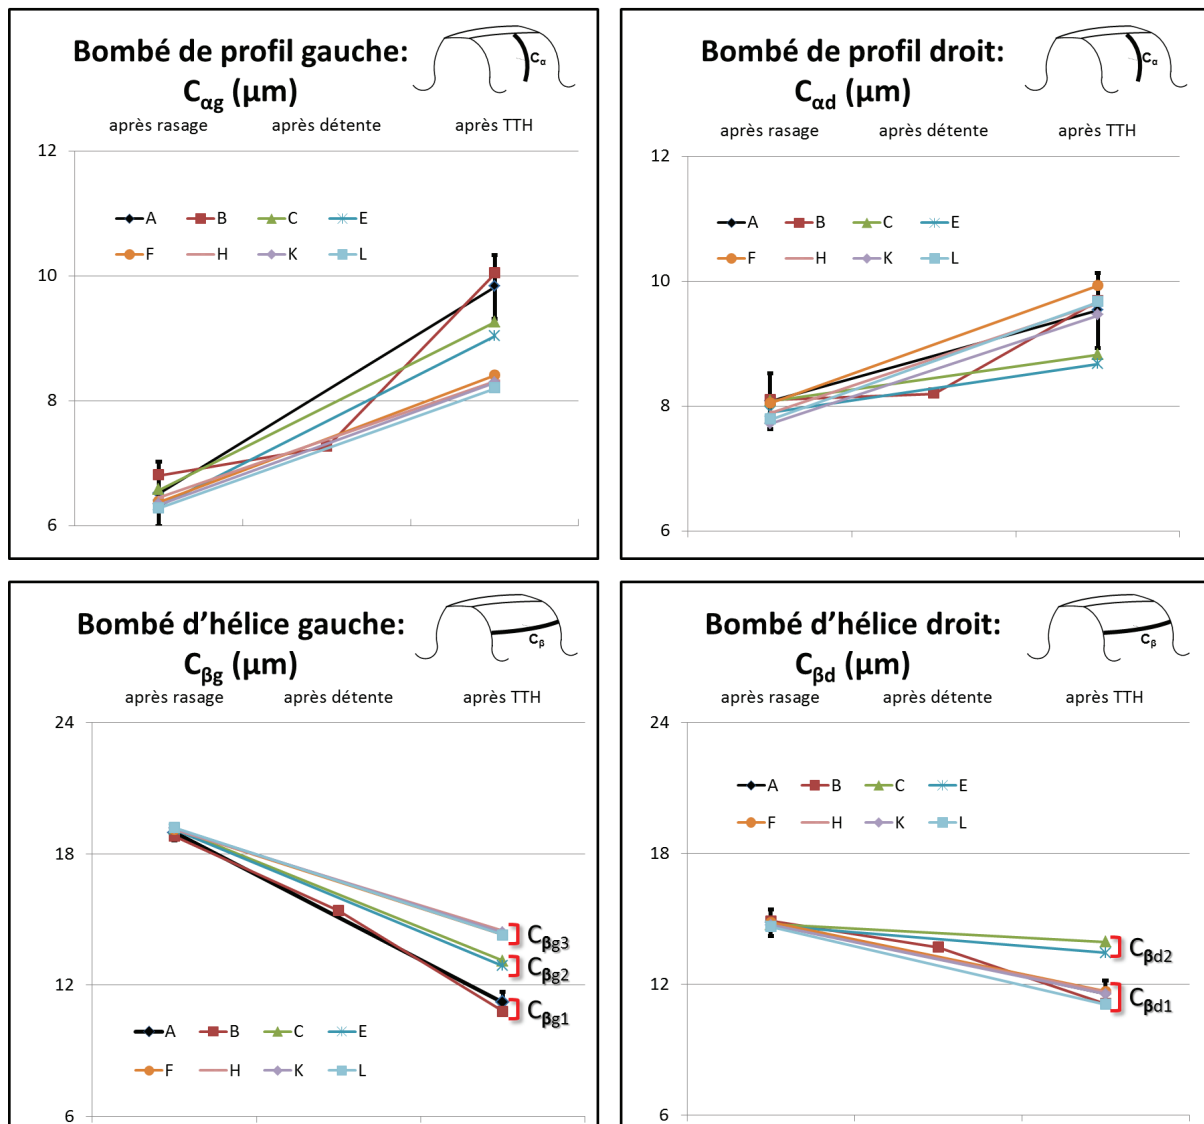 Bombé de profil gauche:
Cαg (µm)
Cα
après rasage après détente après TTH
12
10
8
6
A B C E
F H K L
Bombé de profil droit:
Cαd (µm)
Cα
après rasage après détente après TTH
12
10
8
6
A B C E
F H K L
Bombé d’hélice gauche:
Cβg (µm)
Cβ
après rasage après détente après TTH
24
18
12
6
Cβg3
Cβg2
Cβg1
A B C E
F H K L
Bombé d’hélice droit:
Cβd (µm)
Cβ
après rasage après détente après TTH
24
18
12
6
A B C E
F H K L
Cβd2
Cβd1